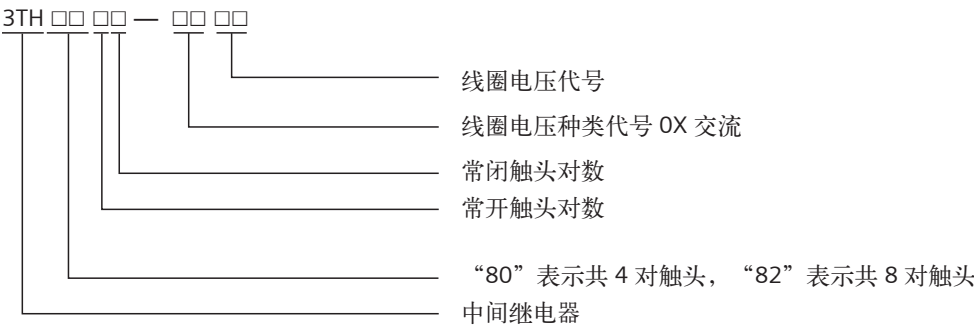 3TH □□ □□ — □□ □□
线圈电压代号
线圈电压种类代号 0X 交流
常闭触头对数
常开触头对数
“80”表示共 4 对触头，“82”表示共 8 对触头
中间继电器